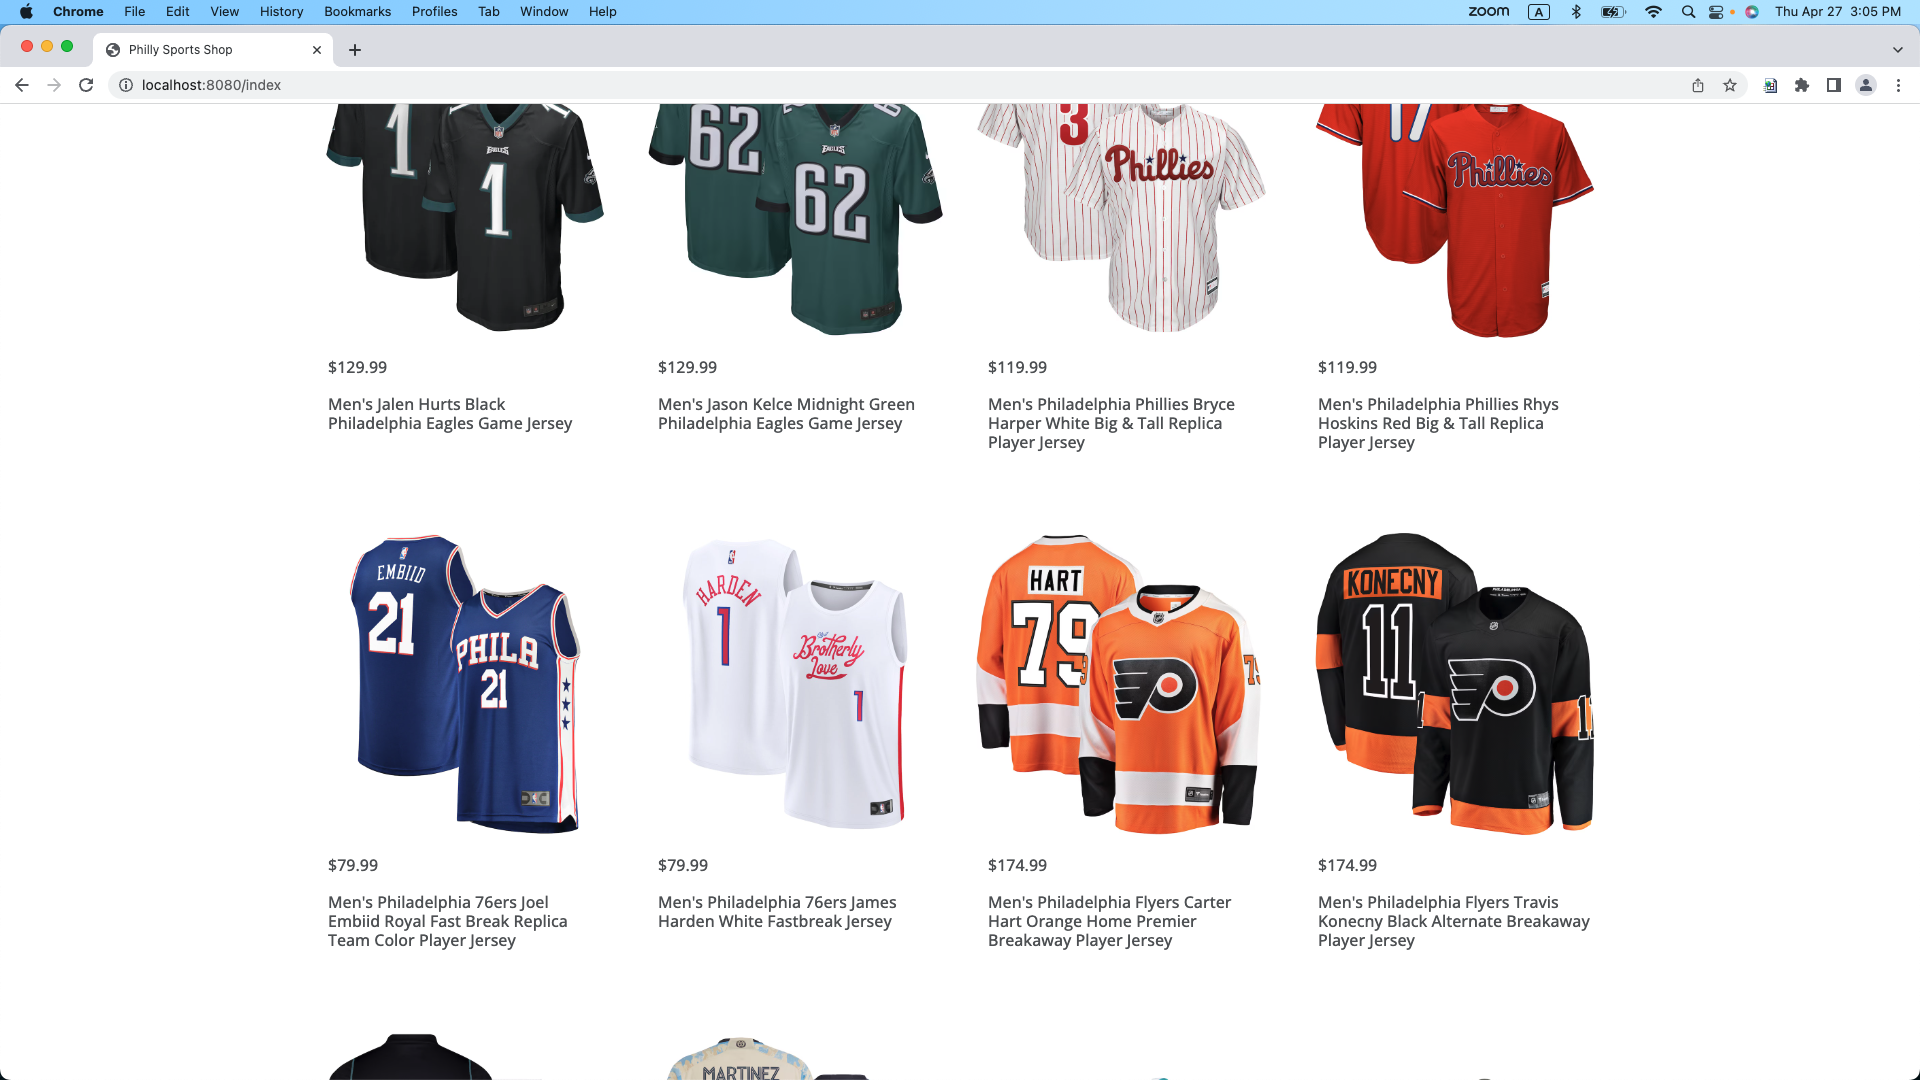 Chrome File Edit View History Bookmarks Profiles Tab Window Help zoom A Thu Apr 27 3:05 PM
Philly Sports Shop
localhost:8080/index
1 62 3 17
EAGLES EAGLES Phillies Phillies
1 62
$129.99 $129.99 $119.99 $119.99
Men's Jalen Hurts Black
Philadelphia Eagles Game Jersey
Men's Jason Kelce Midnight Green
Philadelphia Eagles Game Jersey
Men's Philadelphia Phillies Bryce
Harper White Big & Tall Replica
Player Jersey
Men's Philadelphia Phillies Rhys
Hoskins Red Big & Tall Replica
Player Jersey
EMBIID
21
PHILA
21
HARDEN
1
City of
Brotherly
Love
1
HART
79
KONECNY
11
$79.99 $79.99 $174.99 $174.99
Men's Philadelphia 76ers Joel
Embiid Royal Fast Break Replica
Team Color Player Jersey
Men's Philadelphia 76ers James
Harden White Fastbreak Jersey
Men's Philadelphia Flyers Carter
Hart Orange Home Premier
Breakaway Player Jersey
Men's Philadelphia Flyers Travis
Konecny Black Alternate Breakaway
Player Jersey
MARTINEZ